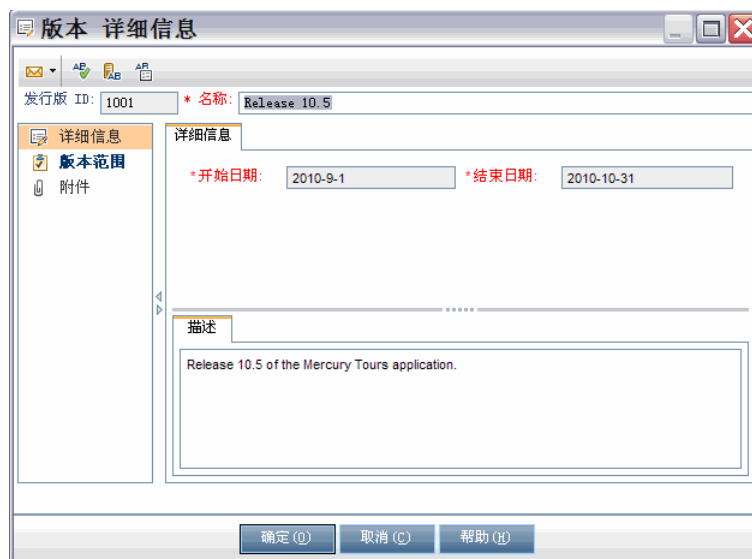 版本 详细信息
发行版 ID: 1001 * 名称: Release 10.5
详细信息
版本范围
附件
详细信息
*开始日期: 2010-9-1 *结束日期: 2010-10-31
描述
Release 10.5 of the Mercury Tours application.
确定(O) 取消(C) 帮助(H)